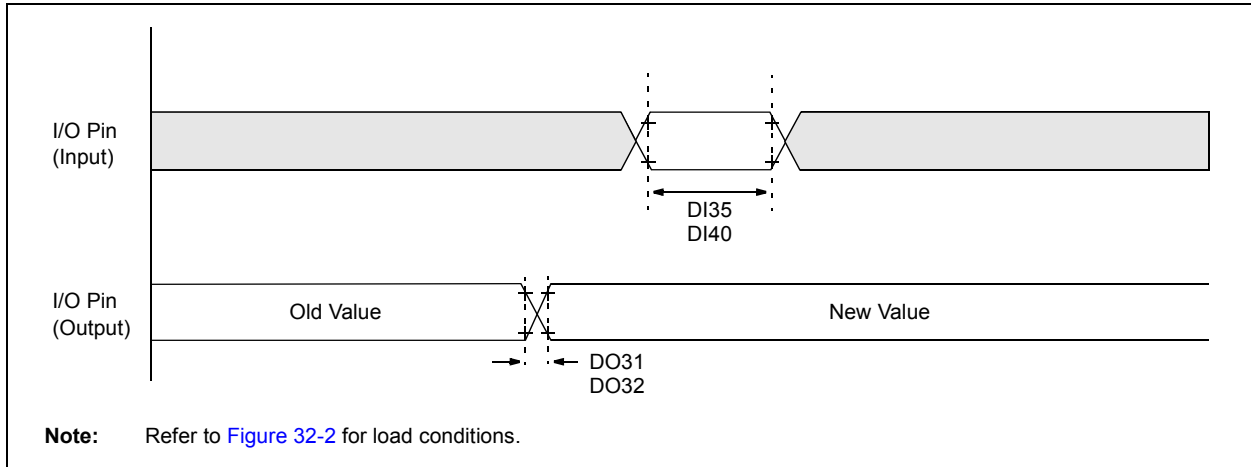 I/O Pin
(Input)
DI35
DI40
I/O Pin
(Output)
Old Value
New Value
DO31
DO32
Note: Refer to Figure 32-2 for load conditions.